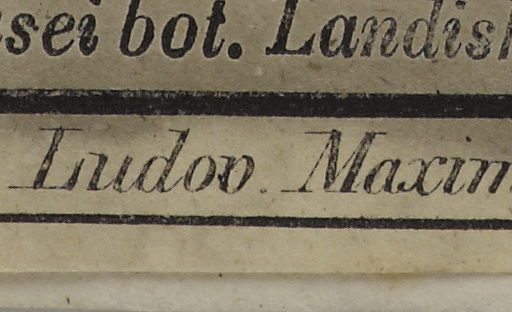 sei bot. Landish
Ludov. Maxim